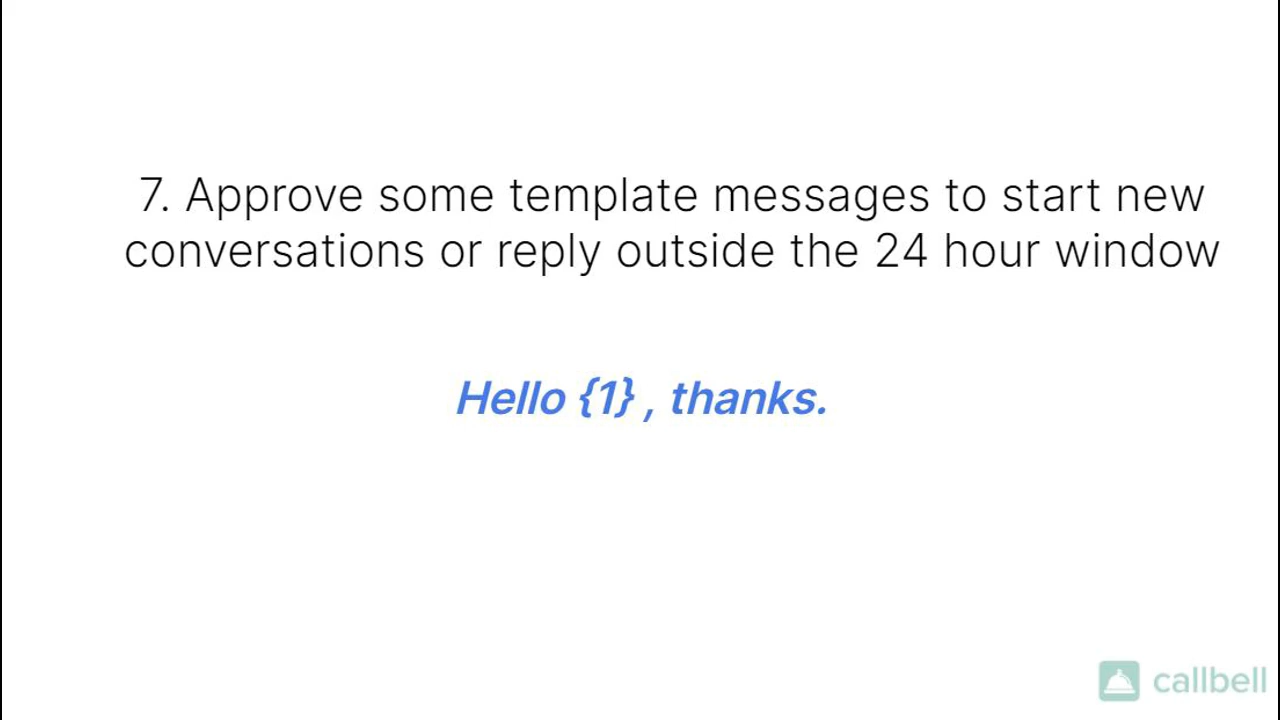 7. Approve some template messages to start new
conversations or reply outside the 24 hour window
Hello {1} , thanks.
callbell